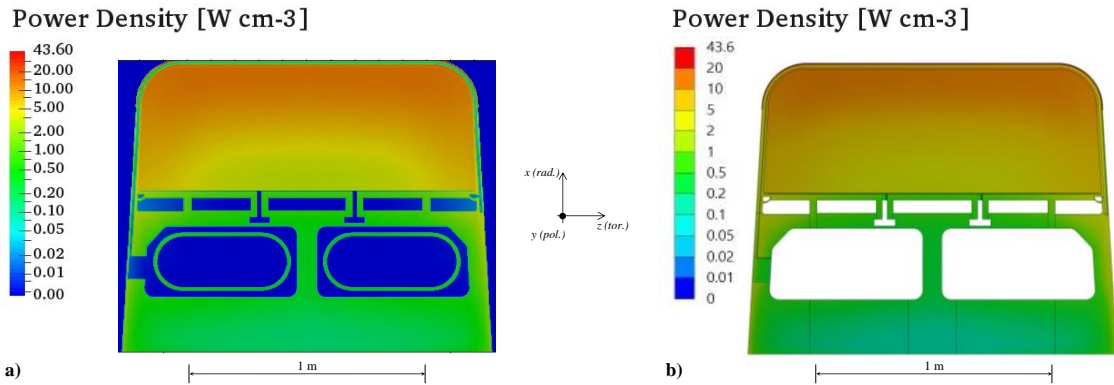 Power Density [W cm-3]
43.60
20.00
10.00
5.00
2.00
1.00
0.50
0.20
0.10
0.05
0.02
0.01
0.00
a)
1 m
x (rad.)
z (tor.)
y (pol.)
Power Density [W cm-3]
43.6
20
10
5
2
1
0.5
0.2
0.1
0.05
0.02
0.01
0
b)
1 m